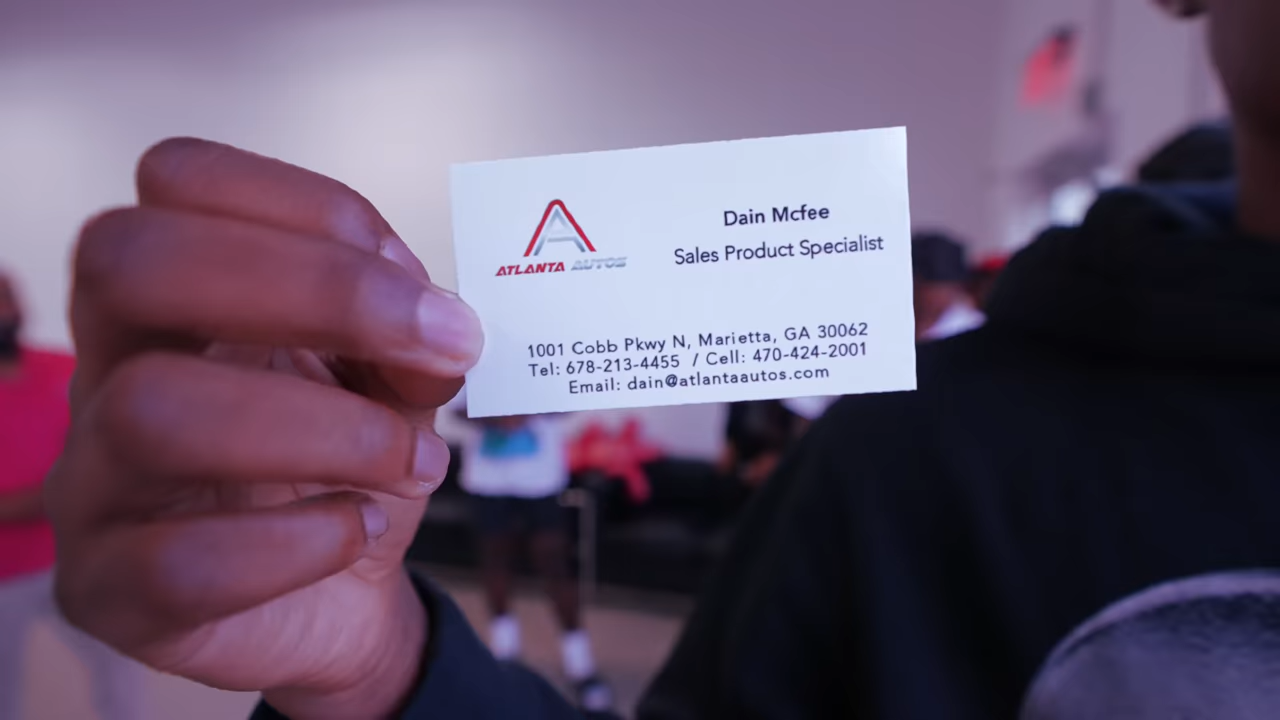 ATLANTA AUTOS
Dain Mcfee
Sales Product Specialist
1001 Cobb Pkwy N, Marietta, GA 30062
Tel: 678-213-4455 / Cell: 470-424-2001
Email: dain@atlantaautos.com